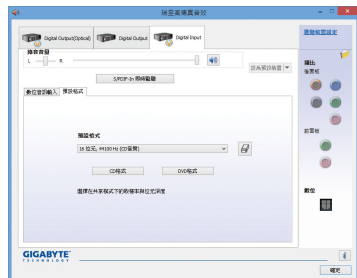 瑞昱高傳真音效
Digital Output(Optical)
Digital Output
Digital Input
進階裝置設定
錄音音量
L
R
設為預設裝置
S/PDIF-In 即時監聽
數位音訊輸入
預設格式
預設格式
16 位元, 44100 Hz (CD音質)
CD格式
DVD格式
選擇在共享模式下的取樣率與位元深度
類比
後面板
前面板
數位
GIGABYTE
TECHNOLOGY
確定